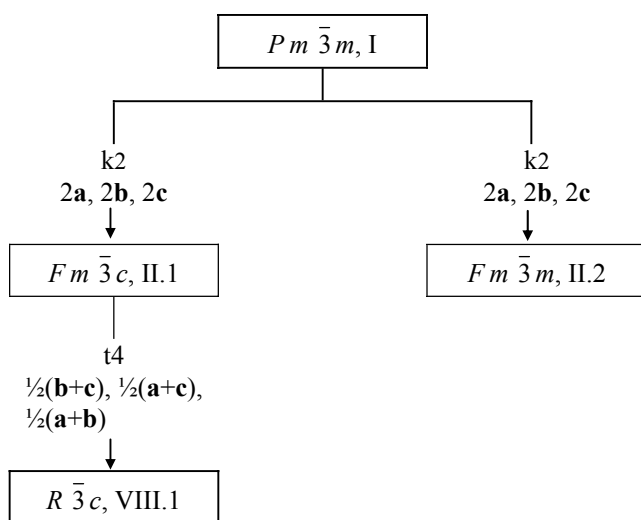 P m 3̅ m, I
k2
2a, 2b, 2c
k2
2a, 2b, 2c
F m 3̅ c, II.1
F m 3̅ m, II.2
t4
½(b+c), ½(a+c),
½(a+b)
R 3̅ c, VIII.1